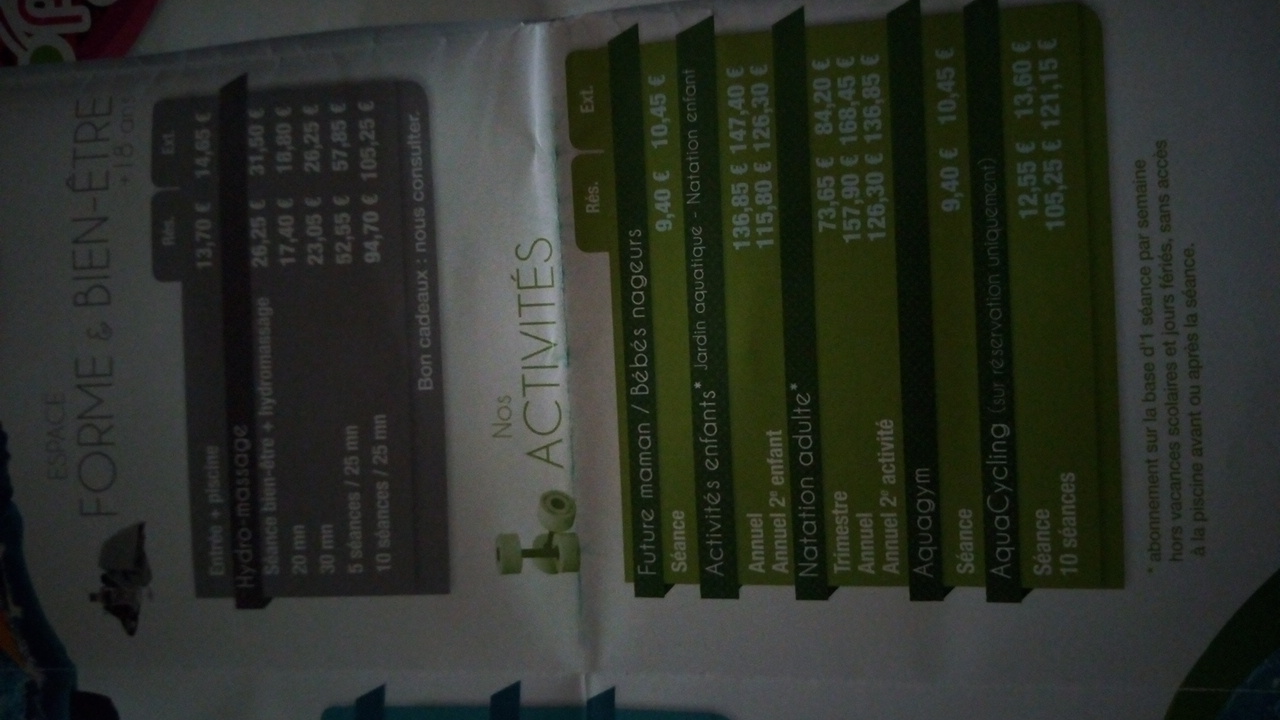 ESPACE
FORME & BIEN-ÊTRE
+18 ans
Rés. Ext.
Entrée + piscine 13,70 € 14,65 €
Hydro-massage
Séance bien-être + hydromassage 26,25 € 31,50 €
20 mn 17,40 € 18,80 €
30 mn 23,05 € 26,25 €
5 séances / 25 mn 52,55 € 57,85 €
10 séances / 25 mn 94,70 € 105,25 €
Bon cadeaux : nous consulter.
Nos
ACTIVITÉS
Rés. Ext.
Future maman / Bébés nageurs
Séance 9,40 € 10,45 €
Activités enfants* Jardin aquatique - Natation enfant
Annuel 136,85 € 147,40 €
Annuel 2e enfant 115,80 € 126,30 €
Natation adulte*
Trimestre 73,65 € 84,20 €
Annuel 157,90 € 168,45 €
Annuel 2e activité 126,30 € 136,85 €
Aquagym
Séance 9,40 € 10,45 €
AquaCycling (sur réservation uniquement)
Séance 12,55 € 13,60 €
10 séances 105,25 € 121,15 €
* abonnement sur la base d'1 séance par semaine
hors vacances scolaires et jours fériés, sans accès
à la piscine avant ou après la séance.